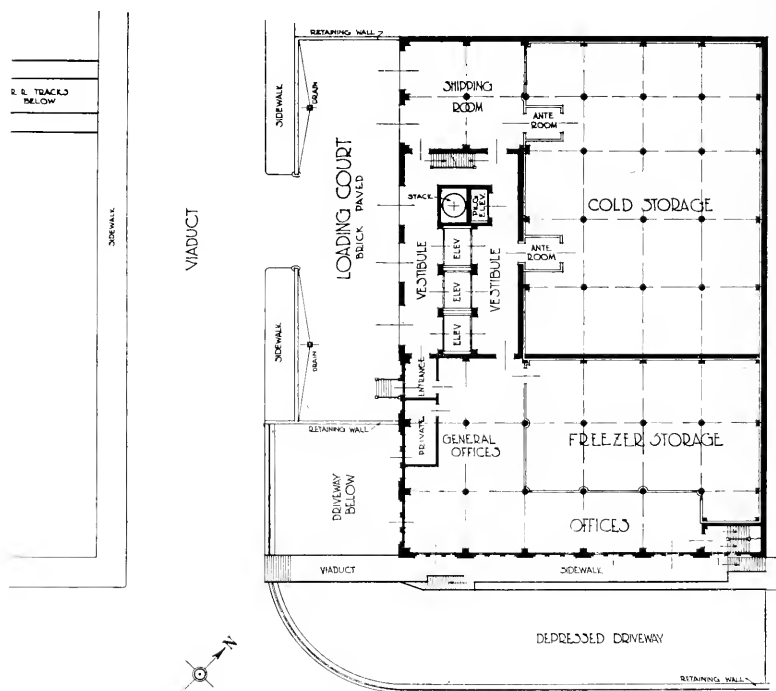 RETAINING WALL
R. R. TRACKS
BELOW
SIDEWALK
DRAIN
SHIPPING
ROOM
ANTE
ROOM
LOADING COURT
BRICK PAVED
SIDEWALK
VIADUCT
STACK
PASS.
ELEV.
COLD STORAGE
VESTIBULE
ELEV
ELEV
ELEV
VESTIBULE
ANTE
ROOM
SIDEWALK
DRAIN
ENTRANCE
RETAINING WALL
PRIVATE
GENERAL
OFFICES
FREEZER STORAGE
DRIVEWAY
BELOW
OFFICES
VIADUCT
SIDEWALK
DEPRESSED DRIVEWAY
N
RETAINING WALL